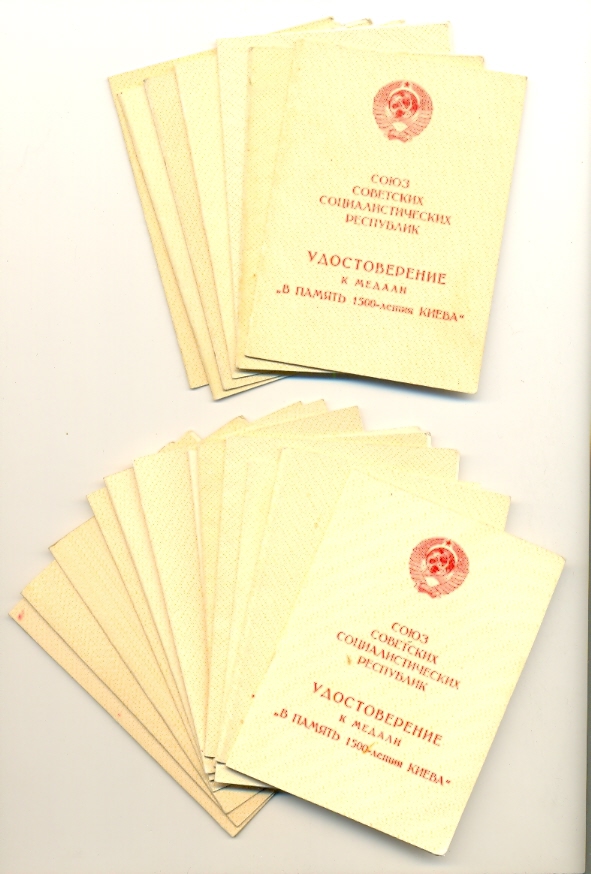 СОЮЗ
СОВЕТСКИХ
СОЦИАЛИСТИЧЕСКИХ
РЕСПУБЛИК
УДОСТОВЕРЕНИЕ
К МЕДАЛИ
„В ПАМЯТЬ 1500-летия КИЕВА“
СОЮЗ
СОВЕТСКИХ
СОЦИАЛИСТИЧЕСКИХ
РЕСПУБЛИК
УДОСТОВЕРЕНИЕ
К МЕДАЛИ
„В ПАМЯТЬ 1500-летия КИЕВА“